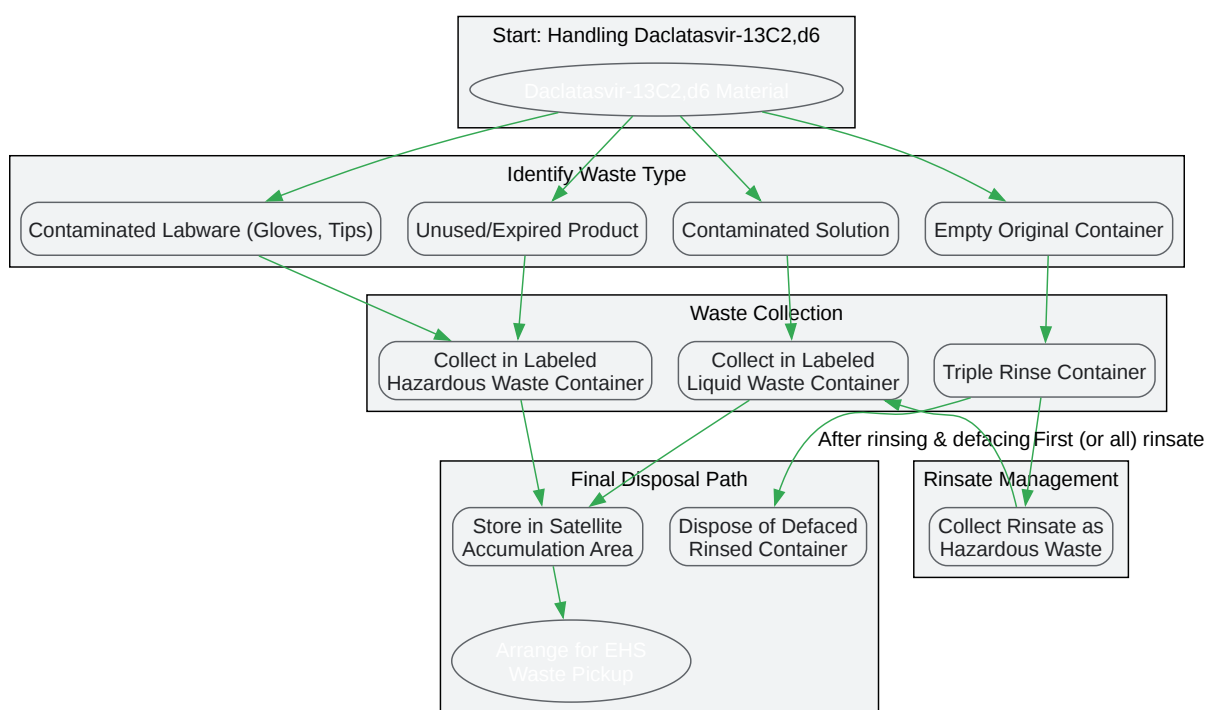 Start: Handling Daclatasvir-13C2,d6
Daclatasvir-13C2,d6 Material
Identify Waste Type
Contaminated Labware (Gloves, Tips)
Unused/Expired Product
Contaminated Solution
Empty Original Container
Waste Collection
Collect in Labeled
Hazardous Waste Container
Collect in Labeled
Liquid Waste Container
Triple Rinse Container
After rinsing & defacing
First (or all) rinsate
Final Disposal Path
Rinsate Management
Store in Satellite
Accumulation Area
Dispose of Defaced
Rinsed Container
Collect Rinsate as
Hazardous Waste
Arrange for EHS
Waste Pickup